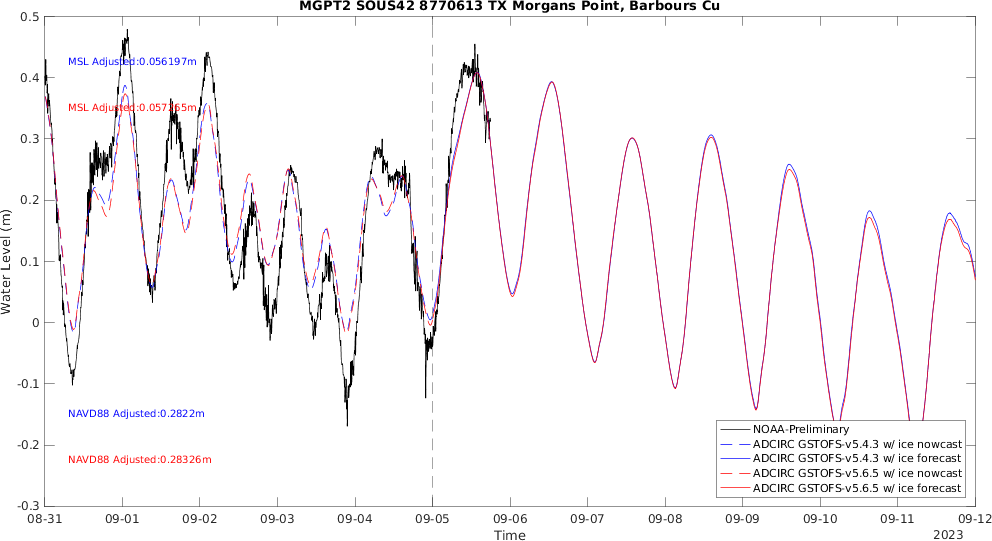 MGPT2 SOUS42 8770613 TX Morgans Point, Barbours Cu
0.5
0.4
0.3
0.2
0.1
0
-0.1
-0.2
-0.3
Water Level (m)
MSL Adjusted:0.056197m
MSL Adjusted:0.057265m
NAVD88 Adjusted:0.2822m
NAVD88 Adjusted:0.28326m
NOAA-Preliminary
ADCIRC GSTOFS-v5.4.3 w/ ice nowcast
ADCIRC GSTOFS-v5.4.3 w/ ice forecast
ADCIRC GSTOFS-v5.6.5 w/ ice nowcast
ADCIRC GSTOFS-v5.6.5 w/ ice forecast
08-31 09-01 09-02 09-03 09-04 09-05 09-06 09-07 09-08 09-09 09-10 09-11 09-12
Time
2023